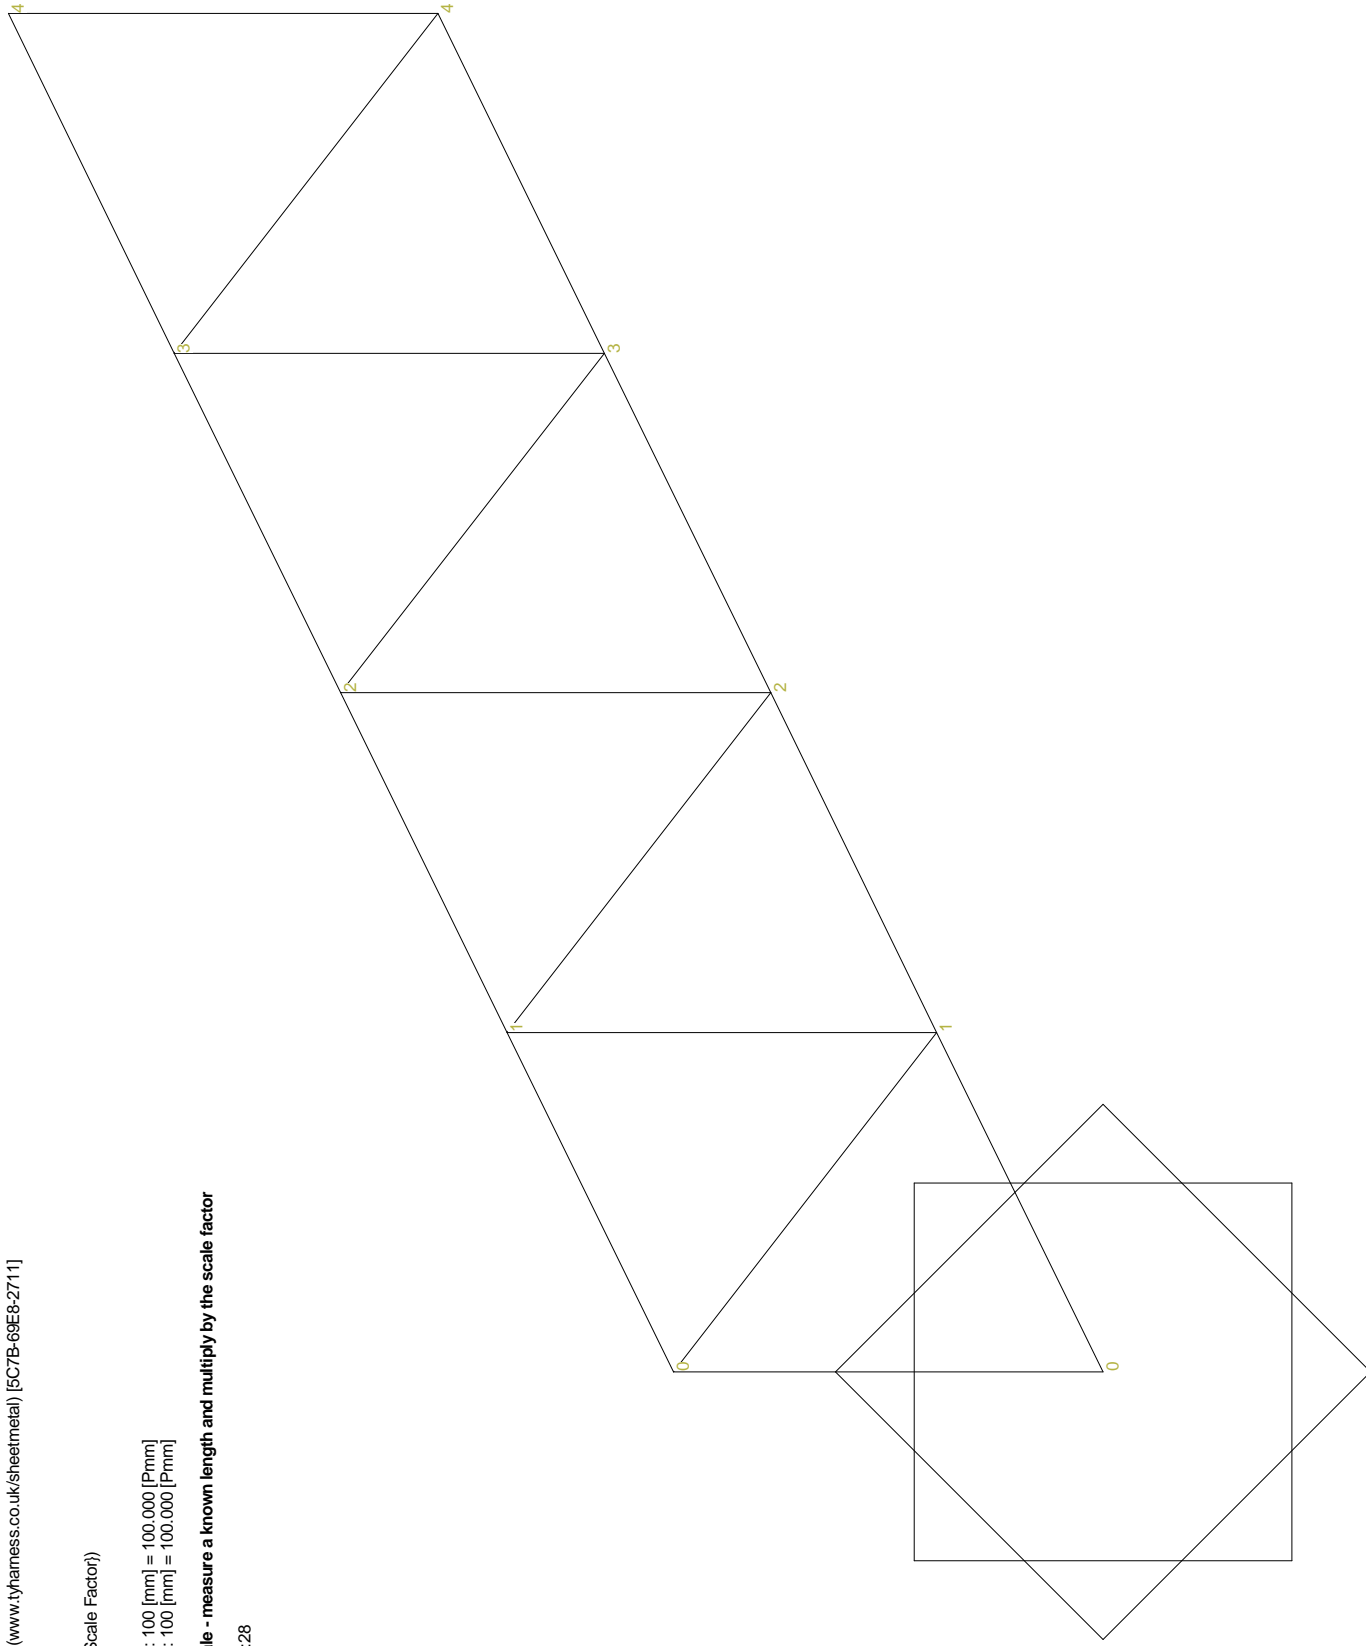 (www.tyharness.co.uk/sheetmetal) [5C7B-69E8-2711]
Scale Factor})
: 100 [mm] = 100.000 [Pmm]
: 100 [mm] = 100.000 [Pmm]
le - measure a known length and multiply by the scale factor
:28
4
4
3
3
2
2
1
1
0
0